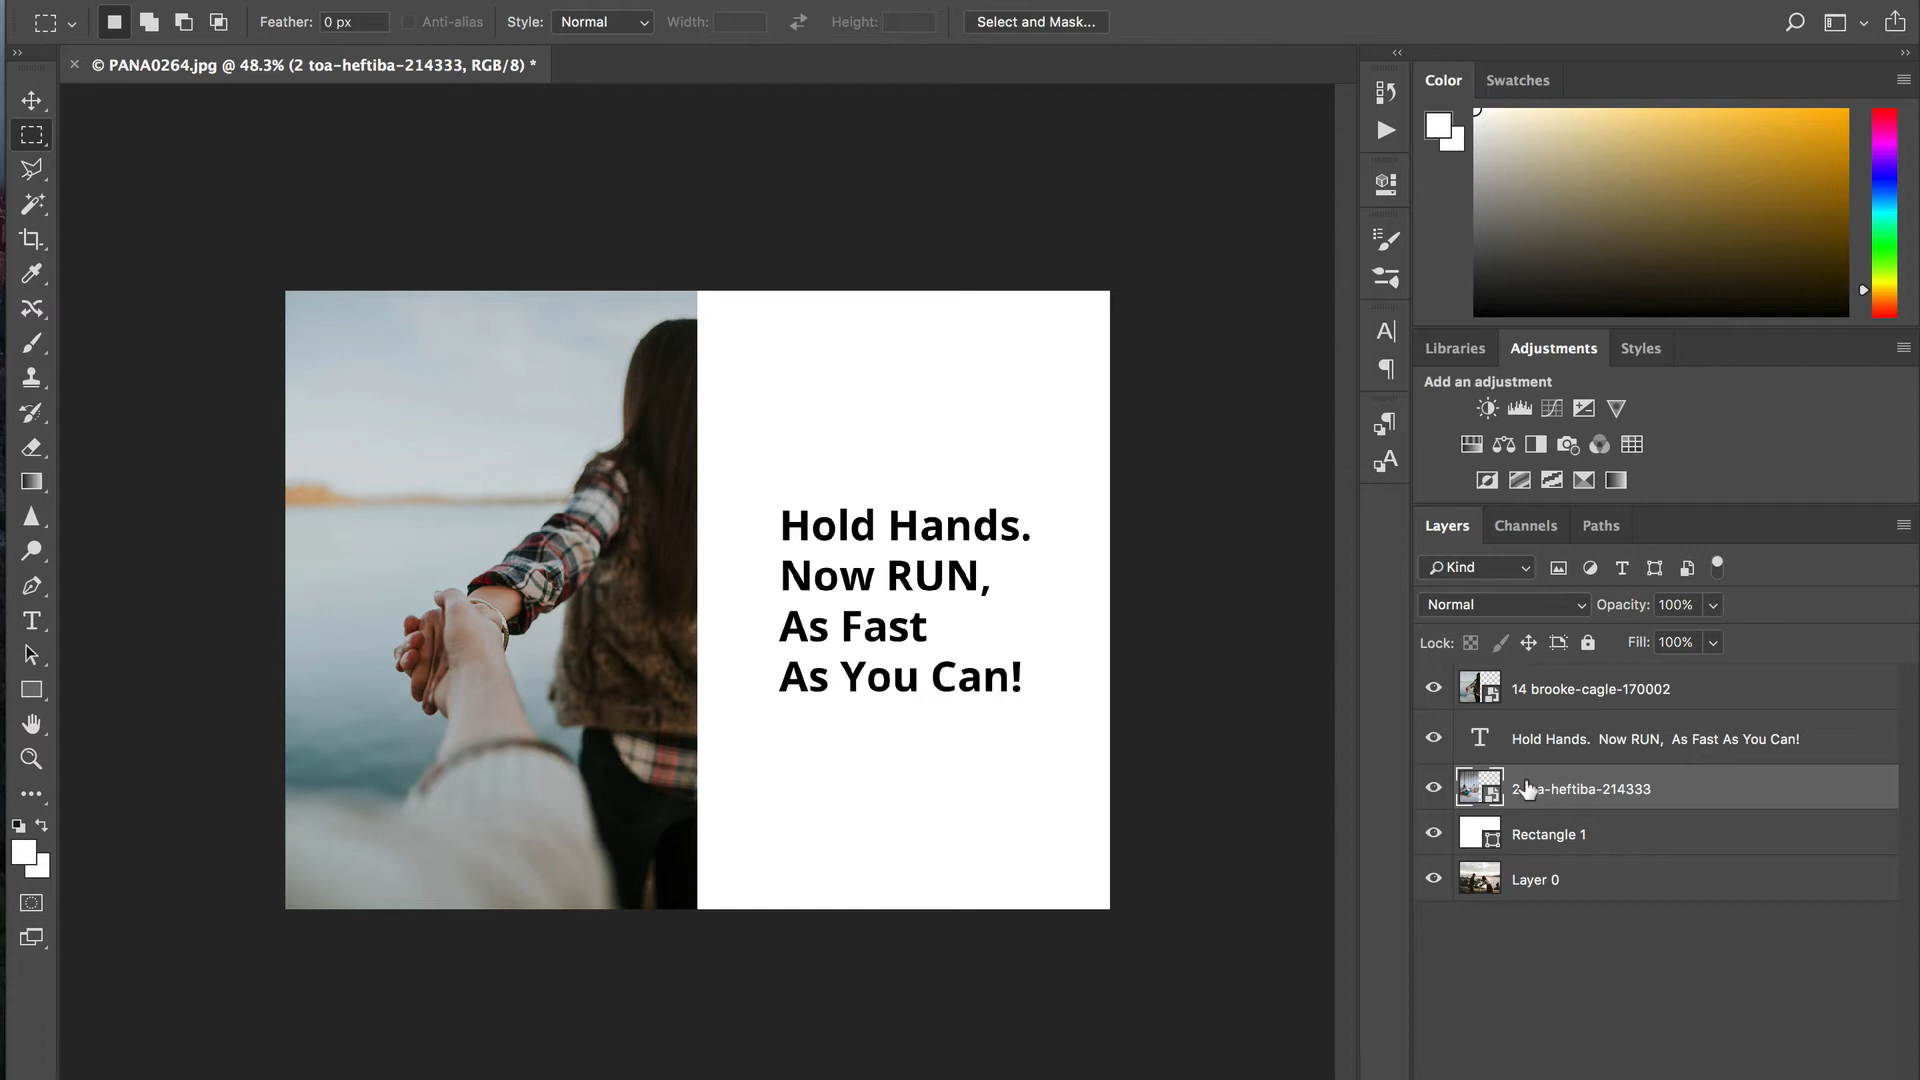 Feather: 0 px
Anti-alias
Style: Normal
Width:
Height:
Select and Mask...
© PANA0264.jpg @ 48.3% (2 toa-heftiba-214333, RGB/8) *
Color
Swatches
Hold Hands.
Now RUN,
As Fast
As You Can!
Libraries
Adjustments
Styles
Add an adjustment
Layers
Channels
Paths
Kind
Normal
Opacity: 100%
Lock:
Fill: 100%
14 brooke-cagle-170002
Hold Hands. Now RUN, As Fast As You Can!
2 a-heftiba-214333
Rectangle 1
Layer 0